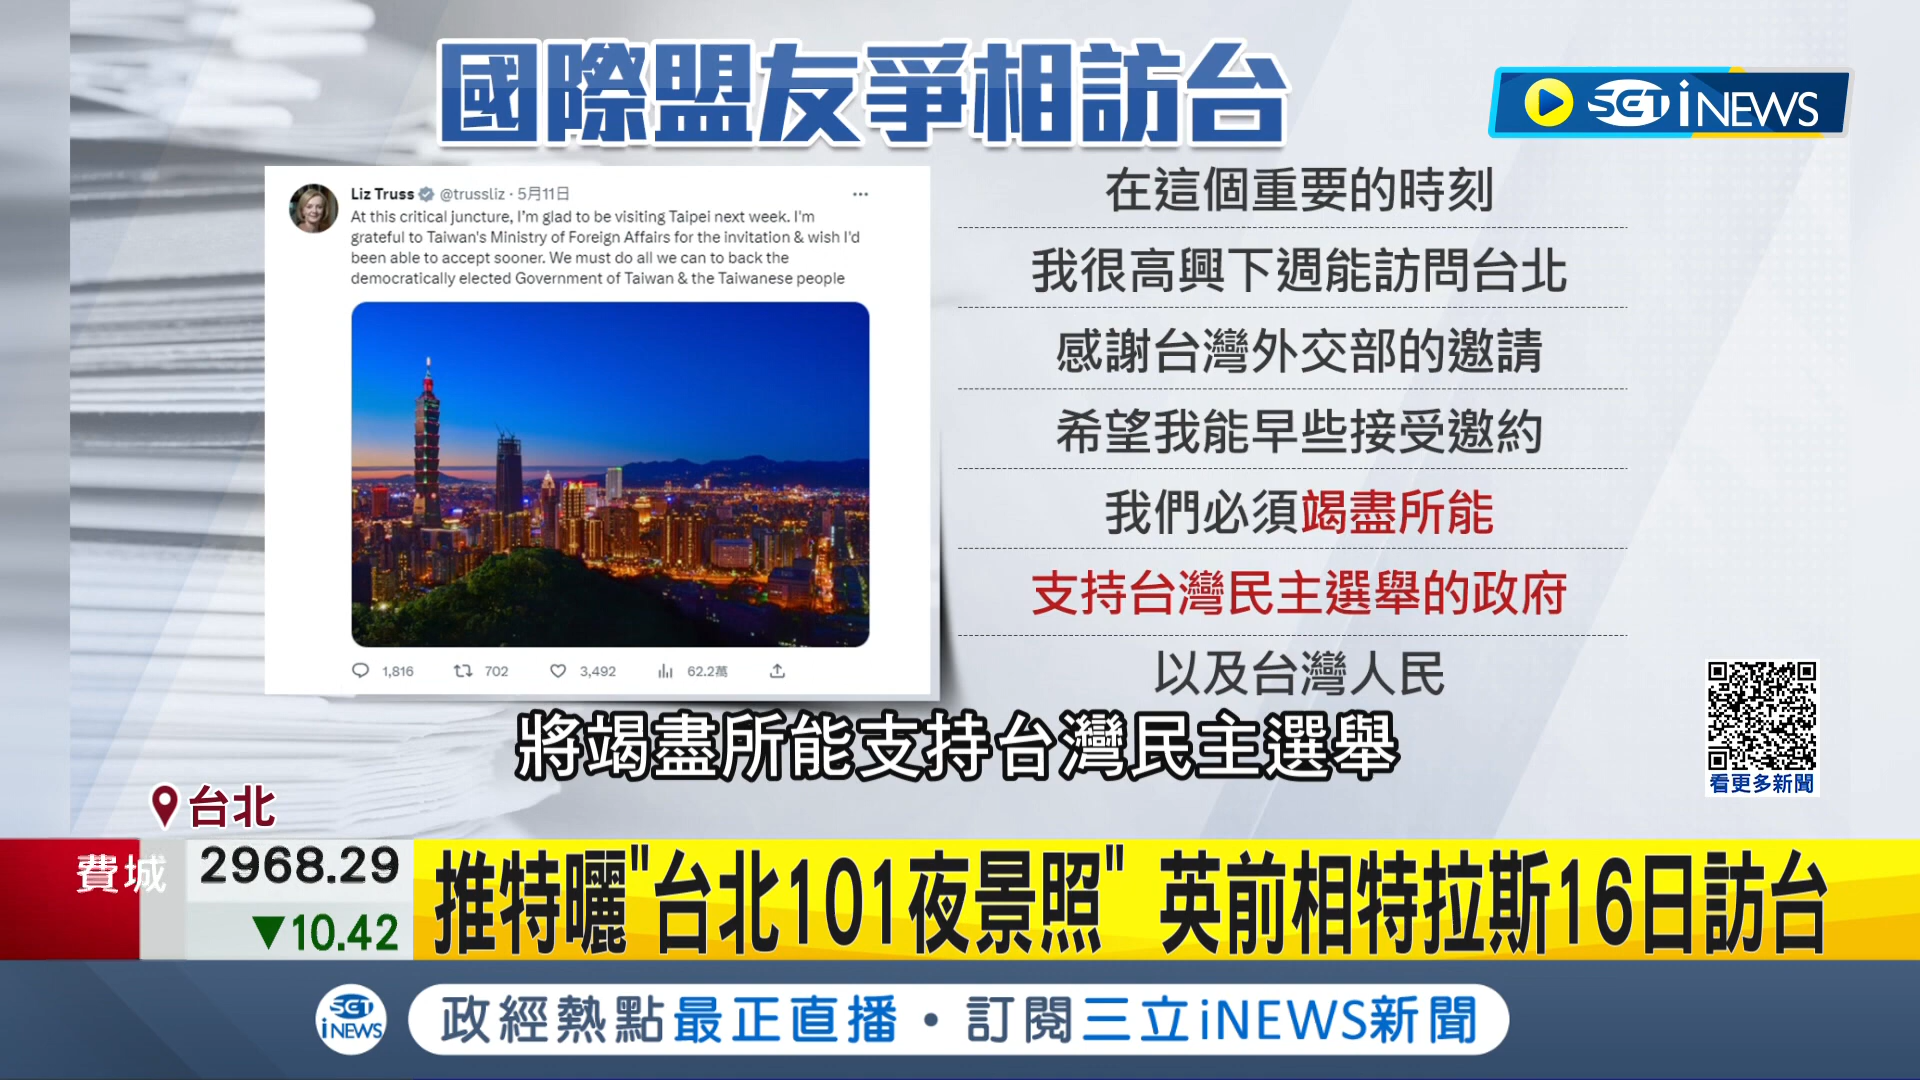 國際盟友爭相訪台
SET iNEWS
Liz Truss @trussliz · 5月11日
At this critical juncture, I'm glad to be visiting Taipei next week. I'm
grateful to Taiwan's Ministry of Foreign Affairs for the invitation & wish I'd
been able to accept sooner. We must do all we can to back the
democratically elected Government of Taiwan & the Taiwanese people
1,816 702 3,492 62.2萬
在這個重要的時刻
我很高興下週能訪問台北
感謝台灣外交部的邀請
希望我能早些接受邀約
我們必須竭盡所能
支持台灣民主選舉的政府
以及台灣人民
將竭盡所能支持台灣民主選舉
看更多新聞
台北
費城 2968.29
▼10.42
推特曬"台北101夜景照" 英前相特拉斯16日訪台
SET iNEWS
政經熱點最正直播・訂閱三立iNEWS新聞